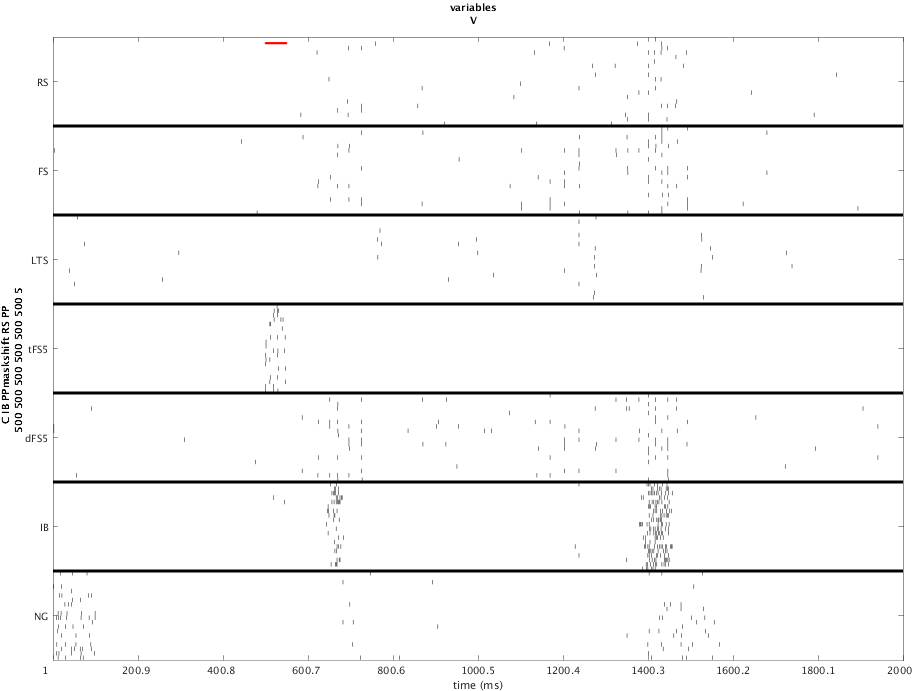 variables
V
RS
FS
LTS
tFS5
dFS5
IB
NG
C IB PPmaskshift RS PP
500 500 500 500 500 500 5
1
200.9
400.8
600.7
800.6
1000.5
1200.4
1400.3
1600.2
1800.1
2000
time (ms)